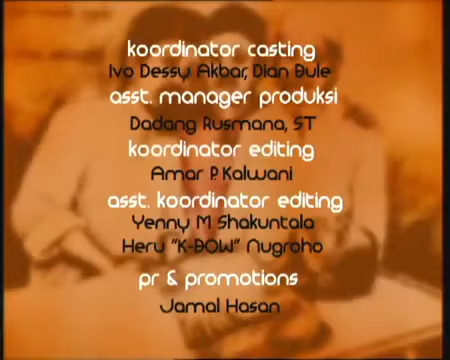 koordinator casting
Ivo Dessy Akbar, Dian Bule
asst. manager produksi
Dadang Rusmana, ST
koordinator editing
Amar P. Kalwani
asst. koordinator editing
Yenny M Shakuntala
Heru "K-BOW" Nugroho
pr & promotions
Jamal Hasan